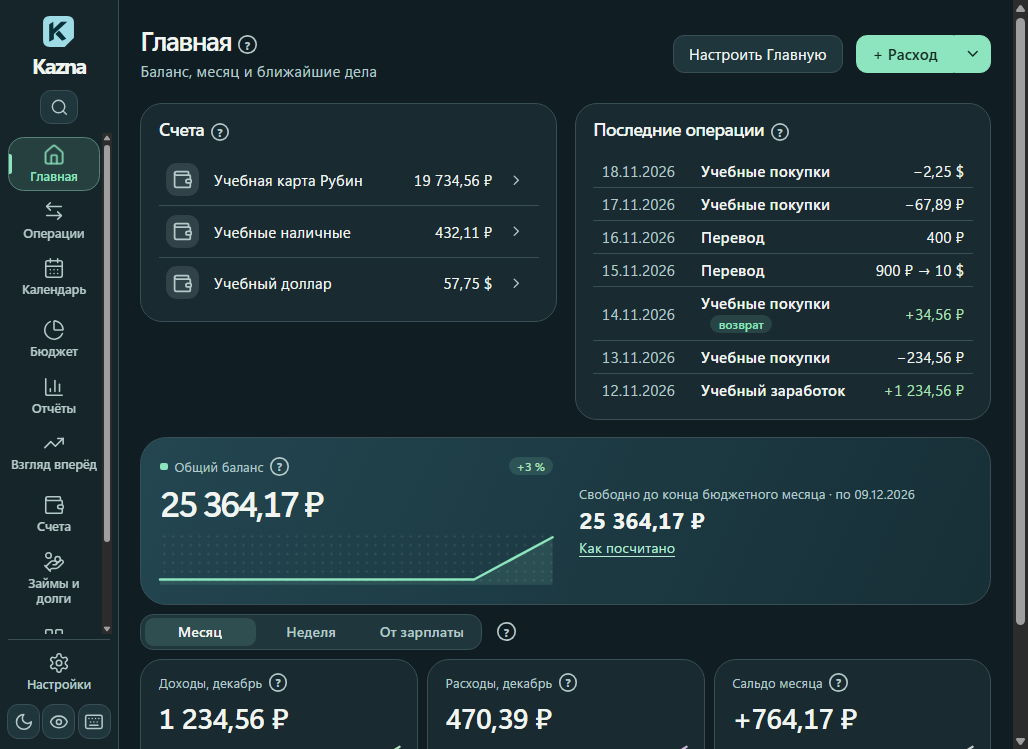 Kazna
Главная
Операции
Календарь
Бюджет
Отчёты
Взгляд вперёд
Счета
Займы и
долги
Настройки
Главная ?
Баланс, месяц и ближайшие дела
Настроить Главную
+ Расход
Счета ?
Учебная карта Рубин 19 734,56 ₽
Учебные наличные 432,11 ₽
Учебный доллар 57,75 $
Последние операции ?
18.11.2026 Учебные покупки −2,25 $
17.11.2026 Учебные покупки −67,89 ₽
16.11.2026 Перевод 400 ₽
15.11.2026 Перевод 900 ₽ → 10 $
14.11.2026 Учебные покупки +34,56 ₽
возврат
13.11.2026 Учебные покупки −234,56 ₽
12.11.2026 Учебный заработок +1 234,56 ₽
Общий баланс ? +3 %
25 364,17 ₽
Свободно до конца бюджетного месяца · по 09.12.2026
25 364,17 ₽
Как посчитано
Месяц Неделя От зарплаты ?
Доходы, декабрь ?
1 234,56 ₽
Расходы, декабрь ?
470,39 ₽
Сальдо месяца ?
+764,17 ₽